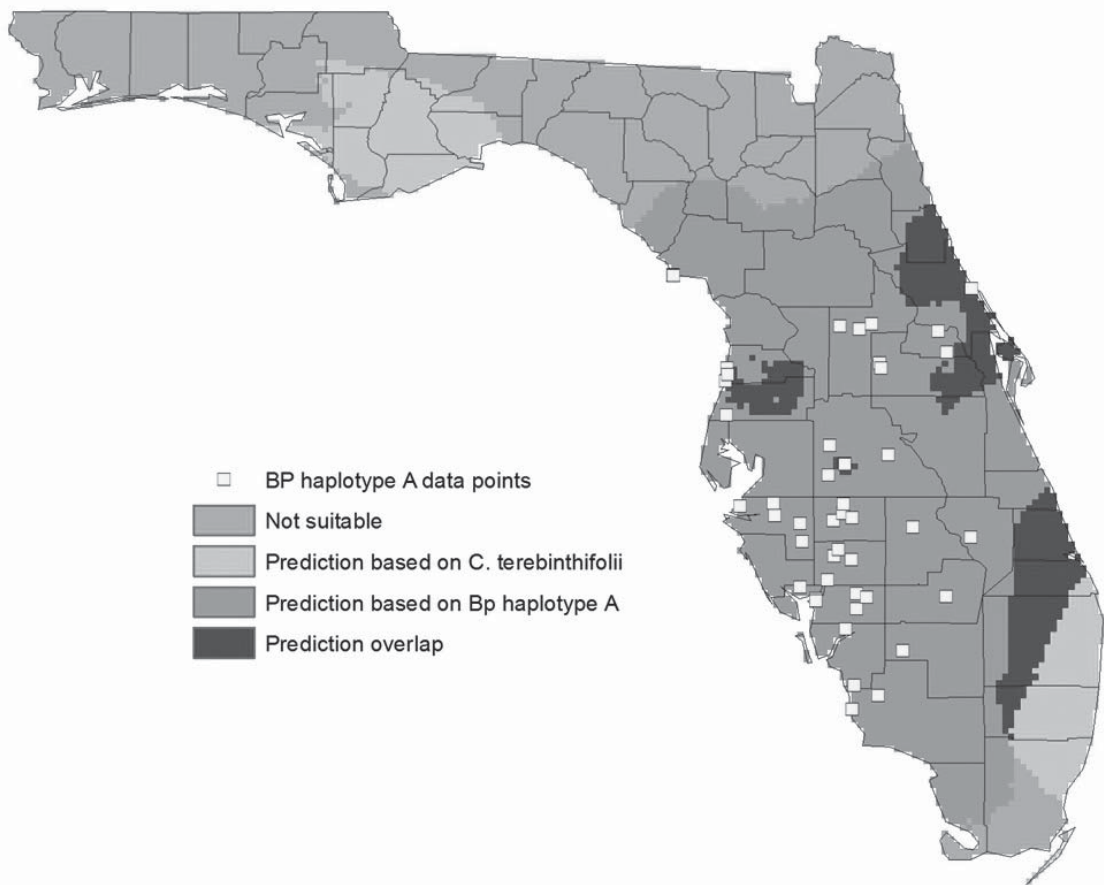 BP haplotype A data points
Not suitable
Prediction based on C. terebinthifolii
Prediction based on Bp haplotype A
Prediction overlap